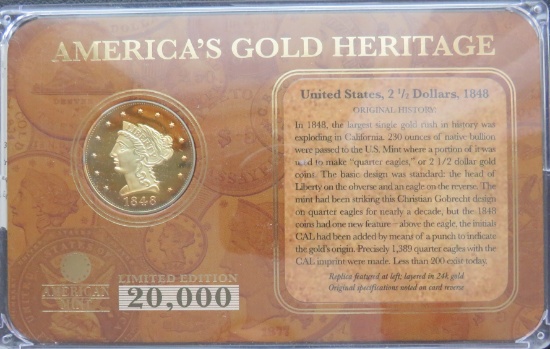 AMERICA'S GOLD HERITAGE
1848
AMERICAN
MINT
LIMITED EDITION
20,000
United States, 2 1/2 Dollars, 1848
ORIGINAL HISTORY:
In 1848, the largest single gold rush in history was
exploding in California. 230 ounces of native bullion
were passed to the U.S. Mint where a portion of it was
used to make "quarter eagles," or 2 1/2 dollar gold
coins. The basic design was standard: the head of
Liberty on the obverse and an eagle on the reverse. The
mint had been striking this Christian Gobrecht design
on quarter eagles for nearly a decade, but the 1848
coins had one new feature – above the eagle, the initials
CAL had been added by means of a punch to indicate
the gold's origin. Precisely 1,389 quarter eagles with the
CAL imprint were made. Less than 200 exist today.
Replica featured at left; layered in 24k gold
Original specifications noted on card reverse